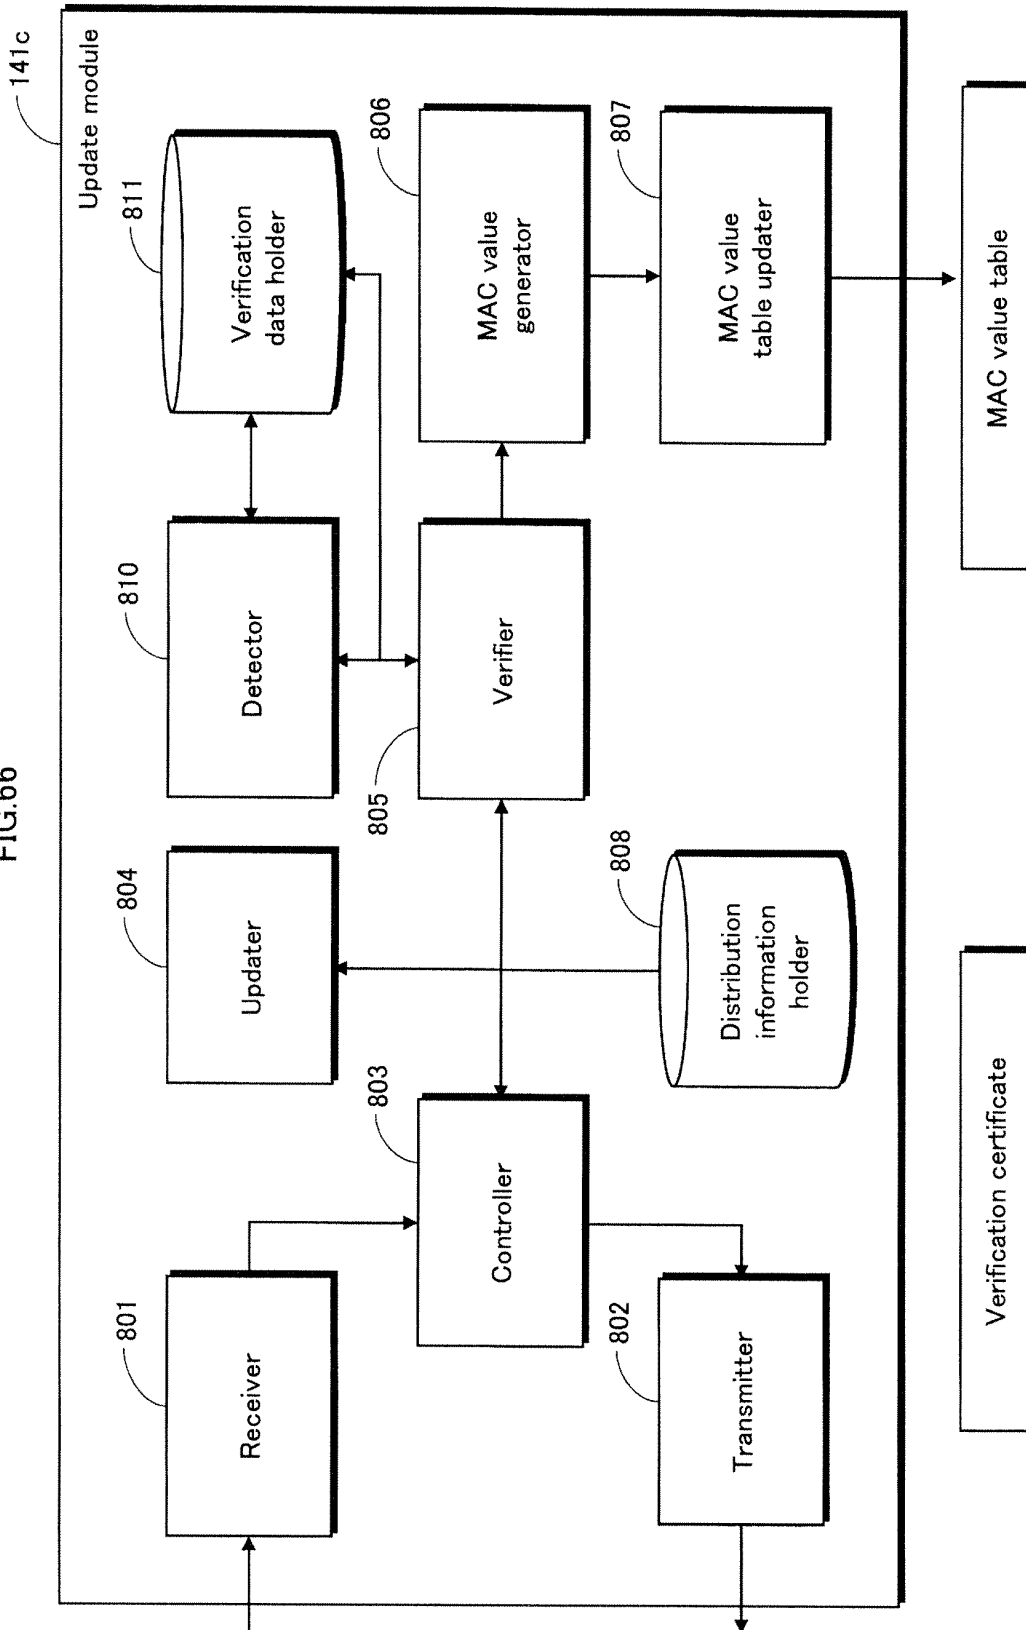 FIG.66
141c
Update module
801
Receiver
804
Updater
810
Detector
811
Verification
data holder
803
Controller
805
Verifier
806
MAC value
generator
802
Transmitter
808
Distribution
information
holder
807
MAC value
table updater
Verification certificate
MAC value table